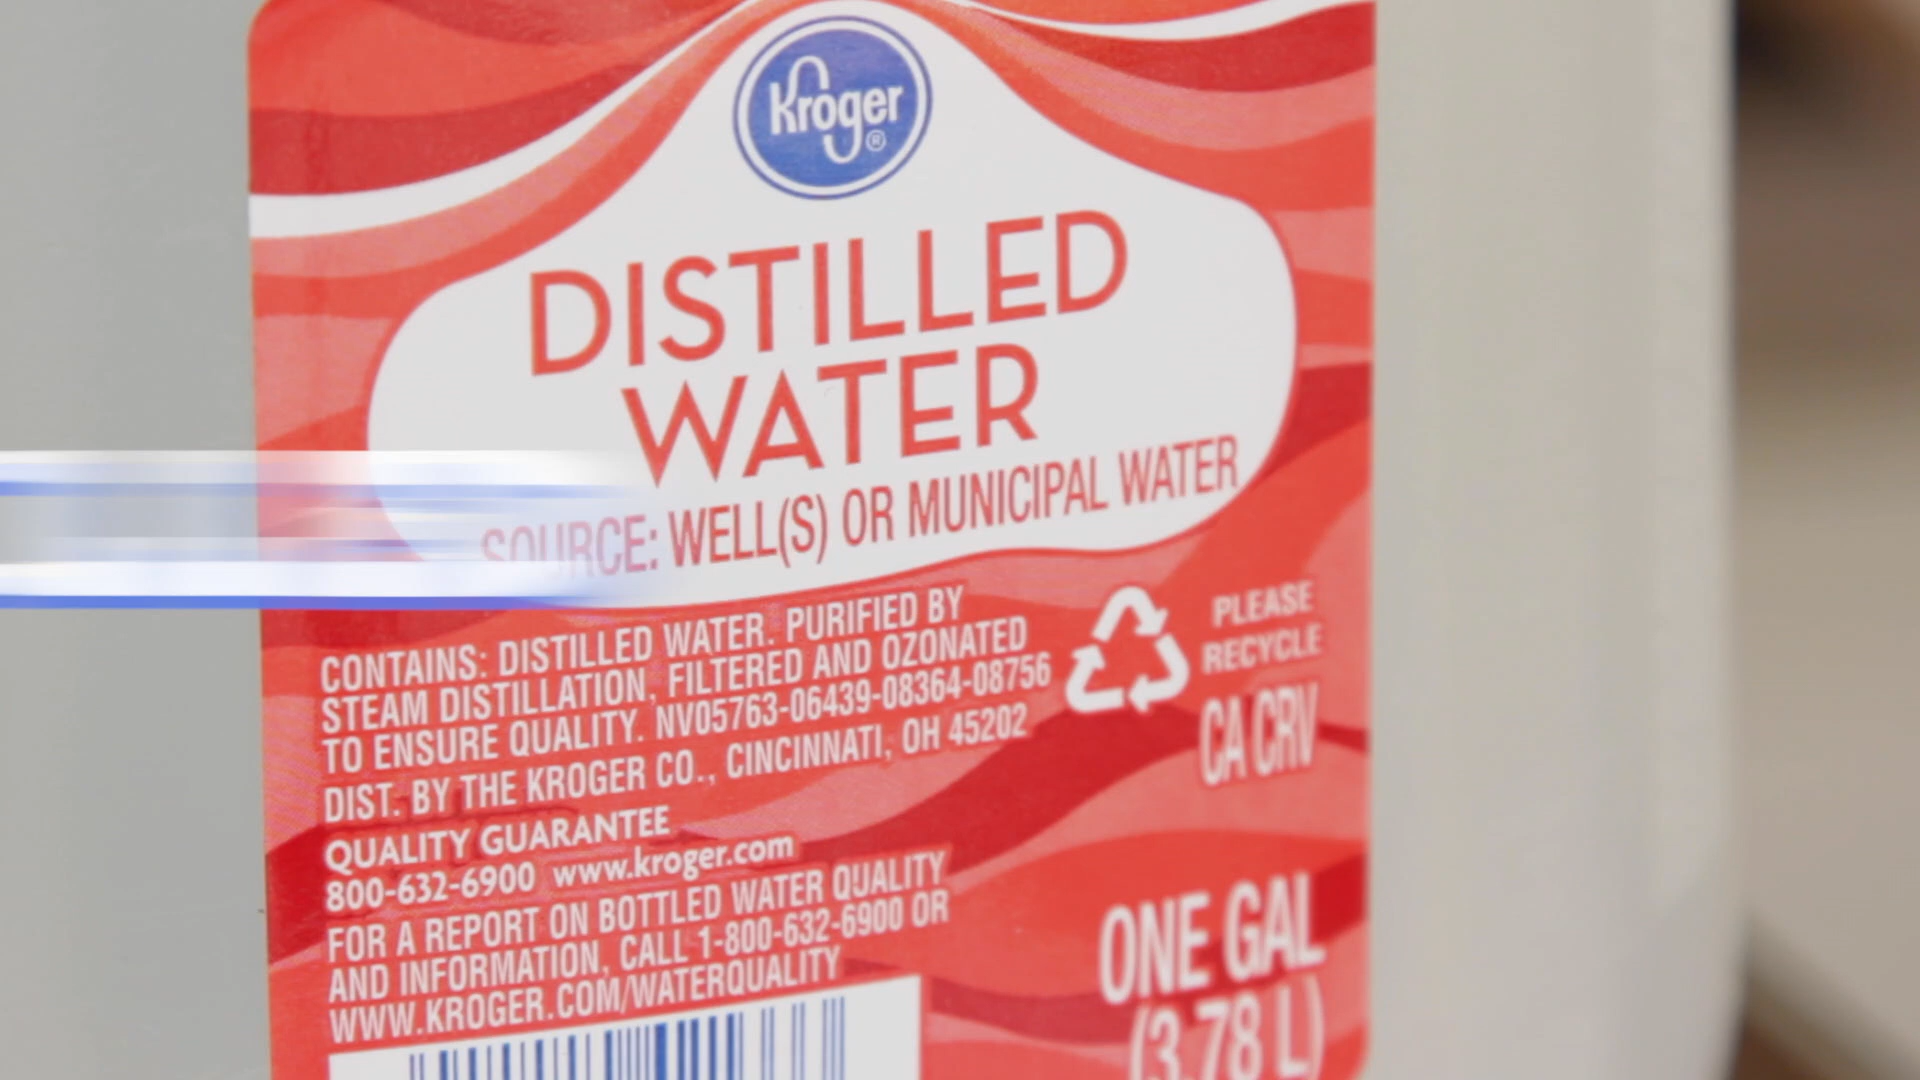 Kroger®
DISTILLED
WATER
SOURCE: WELL(S) OR MUNICIPAL WATER
CONTAINS: DISTILLED WATER. PURIFIED BY
STEAM DISTILLATION, FILTERED AND OZONATED
TO ENSURE QUALITY. NV05763-06439-08364-08756
DIST. BY THE KROGER CO., CINCINNATI, OH 45202
QUALITY GUARANTEE
800-632-6900 www.kroger.com
FOR A REPORT ON BOTTLED WATER QUALITY
AND INFORMATION, CALL 1-800-632-6900 OR
WWW.KROGER.COM/WATERQUALITY
PLEASE
RECYCLE
CA CRV
ONE GAL
(3.78 L)